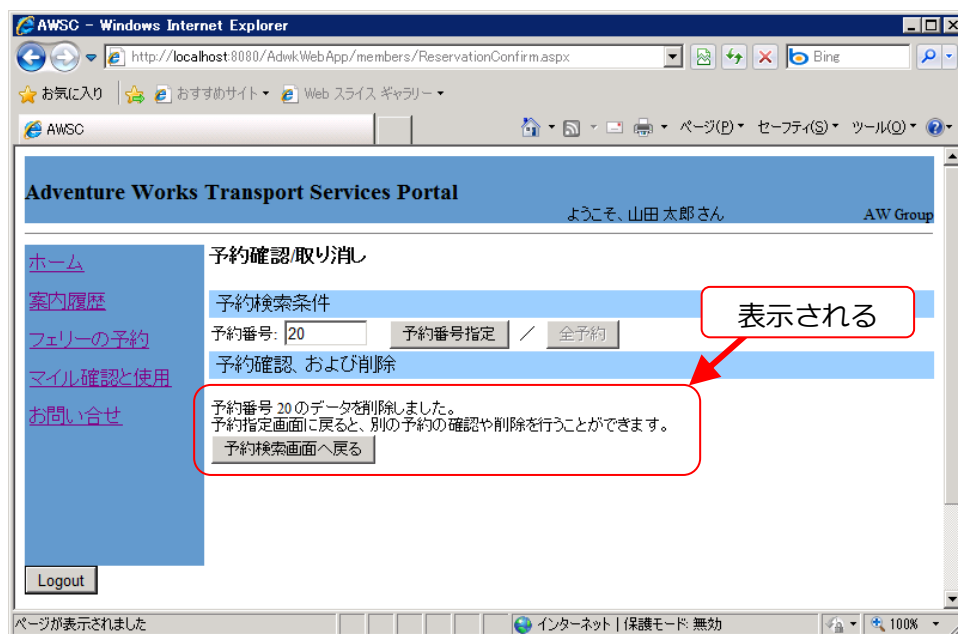 AWSC - Windows Internet Explorer
http://localhost:8080/AdwkWebApp/members/ReservationConfirm.aspx
Bing
お気に入り
おすすめサイト
Web スライス ギャラリー
AWSC
ページ(P)
セーフティ(S)
ツール(O)
Adventure Works Transport Services Portal
ようこそ、山田 太郎 さん
AW Group
ホーム
案内履歴
フェリーの予約
マイル確認と使用
お問い合せ
Logout
予約確認/取り消し
予約検索条件
予約番号: 20 予約番号指定 / 全予約
予約確認、および削除
表示される
予約番号 20 のデータを削除しました。
予約指定画面に戻ると、別の予約の確認や削除を行うことができます。
予約検索画面へ戻る
ページが表示されました
インターネット | 保護モード: 無効
100%